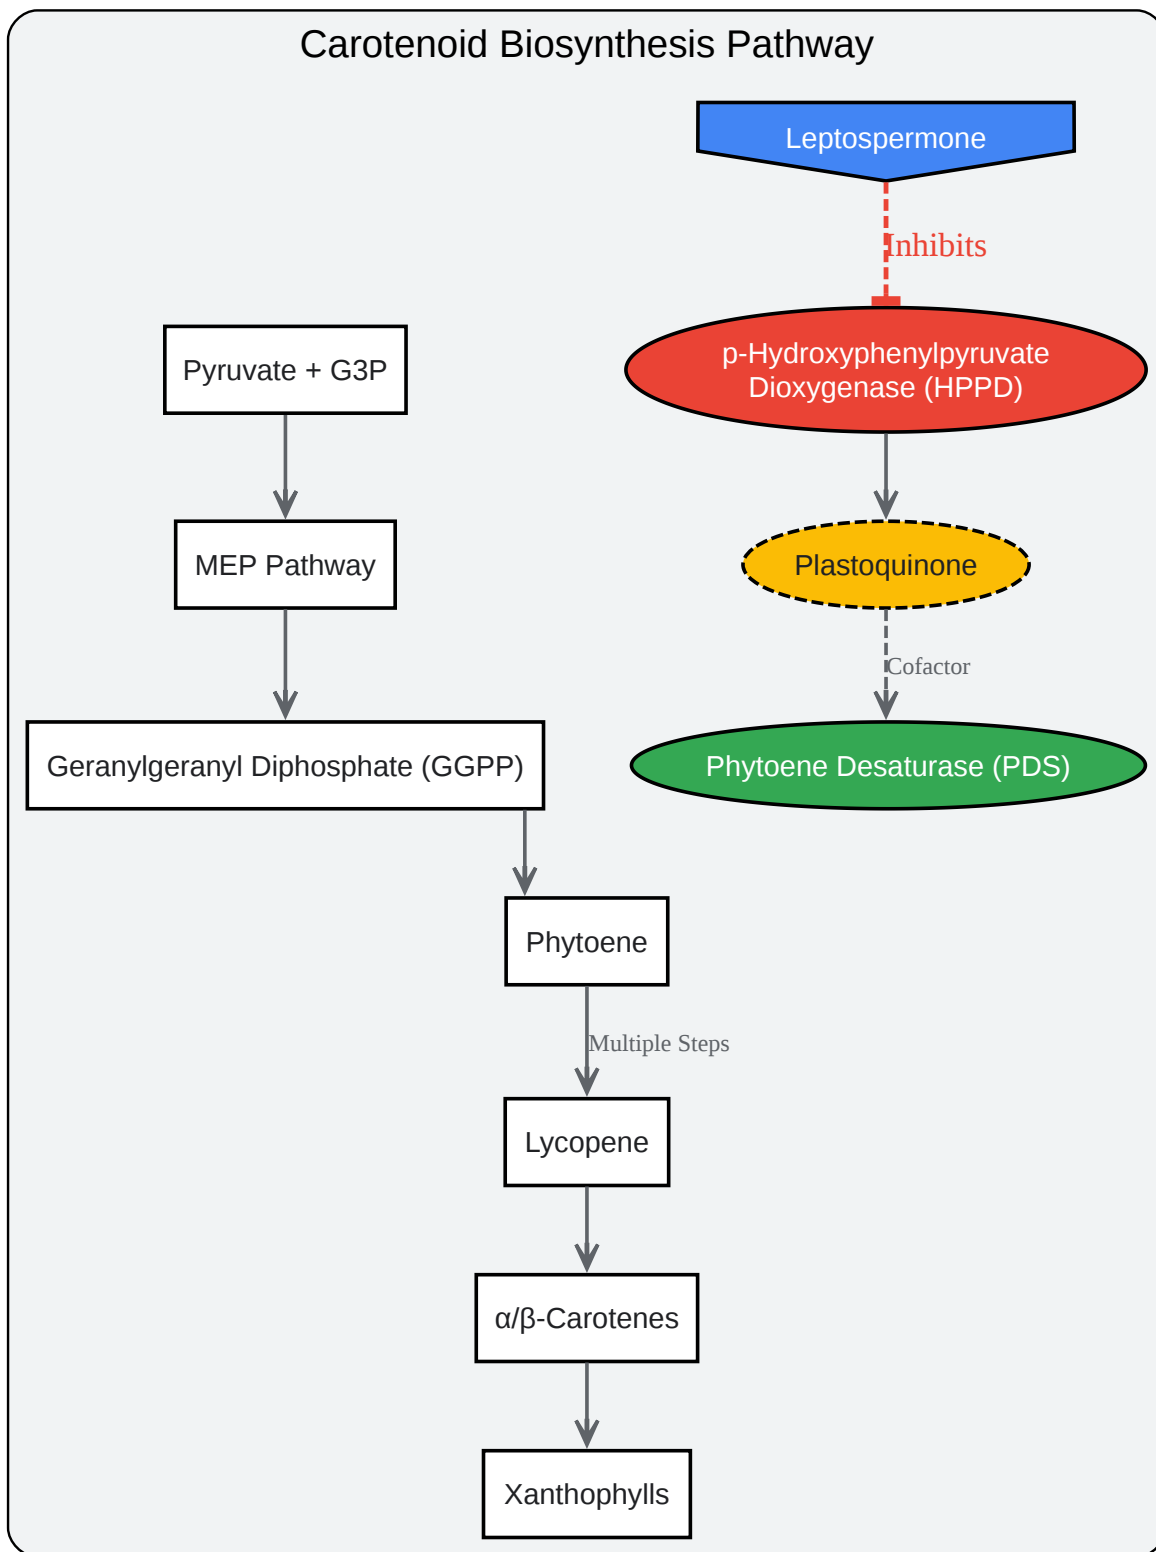 Carotenoid Biosynthesis Pathway
Leptospermone
Inhibits
p-Hydroxyphenylpyruvate
Dioxygenase (HPPD)
Pyruvate + G3P
MEP Pathway
Plastoquinone
Cofactor
Geranylgeranyl Diphosphate (GGPP)
Phytoene Desaturase (PDS)
Phytoene
Multiple Steps
Lycopene
α/β-Carotenes
Xanthophylls